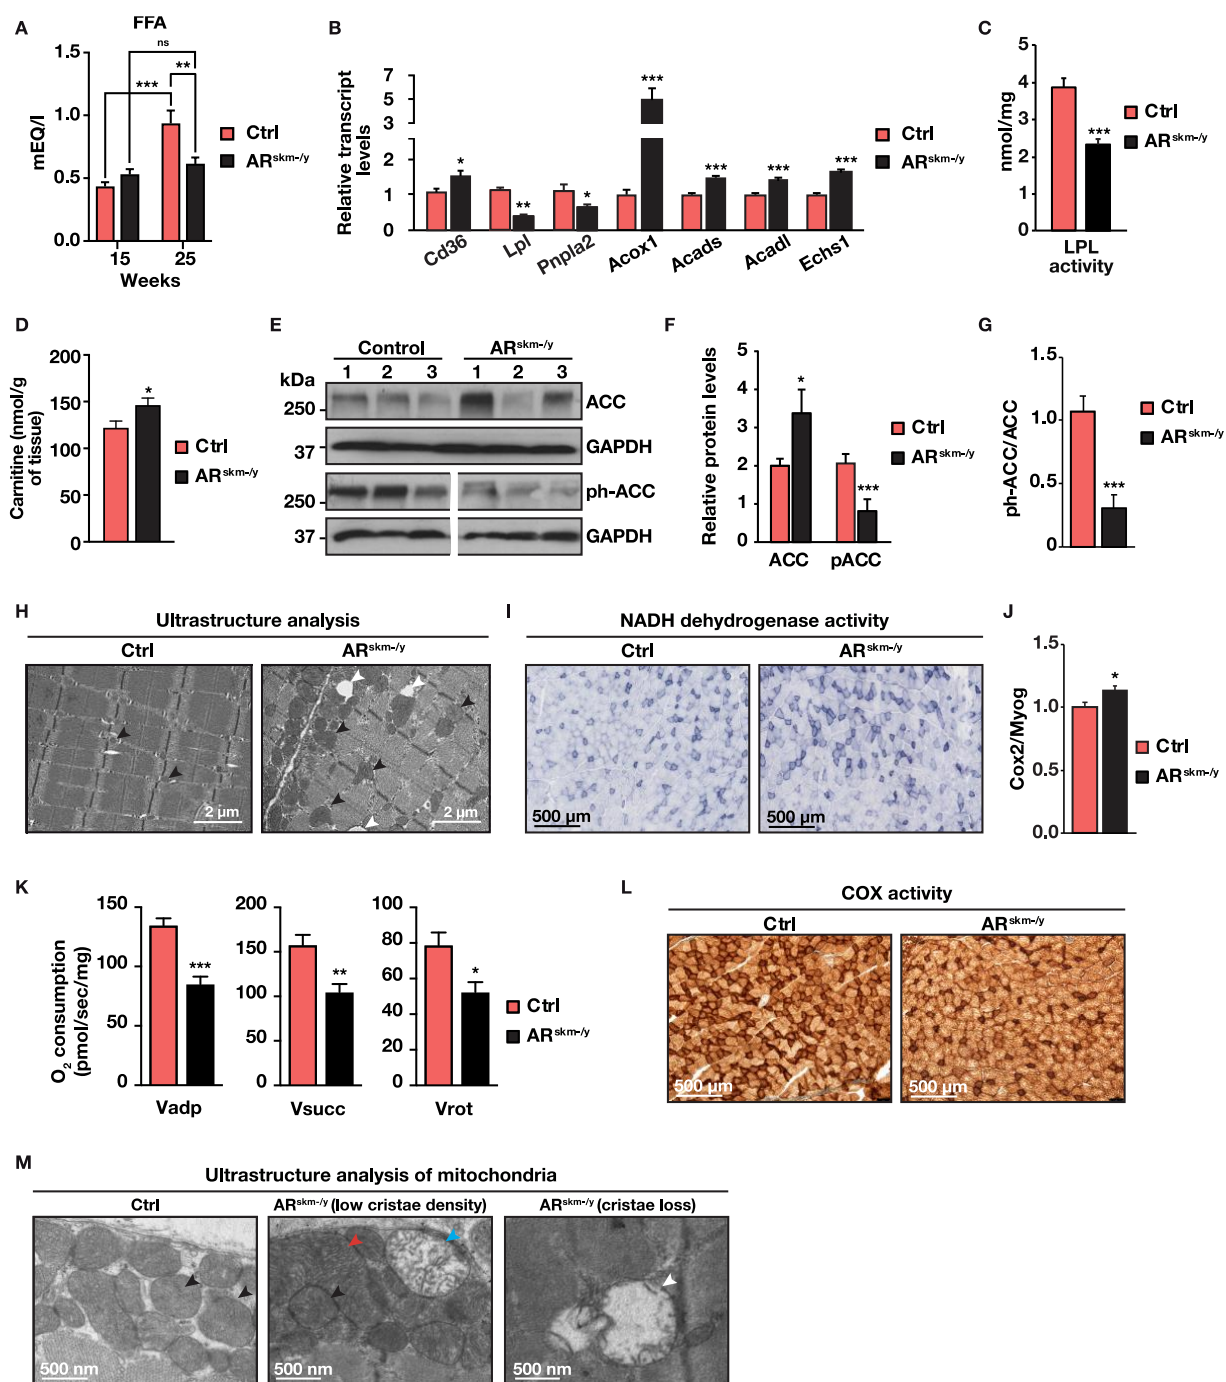 A
FFA
1.5
1.0
0.5
0.0
mEQ/l
ns
***
**
15
25
Weeks
Ctrl
ARskm-/y
B
Relative transcript
levels
7
5
3
2
1
0
*
**
*
***
***
***
***
Cd36
Lpl
Pnpla2
Acox1
Acads
Acadl
Echs1
Ctrl
ARskm-/y
C
nmol/mg
5
4
3
2
1
0
***
LPL
activity
Ctrl
ARskm-/y
D
Carnitine (nmol/g
of tissue)
200
150
100
50
0
*
Ctrl
ARskm-/y
E
Control
ARskm-/y
kDa
1 2 3 1 2 3
250
ACC
37
GAPDH
250
ph-ACC
37
GAPDH
F
Relative protein levels
5
4
3
2
1
0
*
***
ACC
pACC
Ctrl
ARskm-/y
G
ph-ACC/ACC
1.5
1.0
0.5
0
***
Ctrl
ARskm-/y
H
Ultrastructure analysis
Ctrl
ARskm-/y
2 µm
2 µm
I
NADH dehydrogenase activity
Ctrl
ARskm-/y
500 µm
500 µm
J
Cox2/Myog
1.5
1.0
0.5
0.0
*
Ctrl
ARskm-/y
K
O2 consumption
(pmol/sec/mg)
150
100
50
0
***
Vadp
200
150
100
50
0
**
Vsucc
100
80
60
40
20
0
*
Vrot
Ctrl
ARskm-/y
L
COX activity
Ctrl
ARskm-/y
500 µm
500 µm
M
Ultrastructure analysis of mitochondria
Ctrl
ARskm-/y (low cristae density)
ARskm-/y (cristae loss)
500 nm
500 nm
500 nm